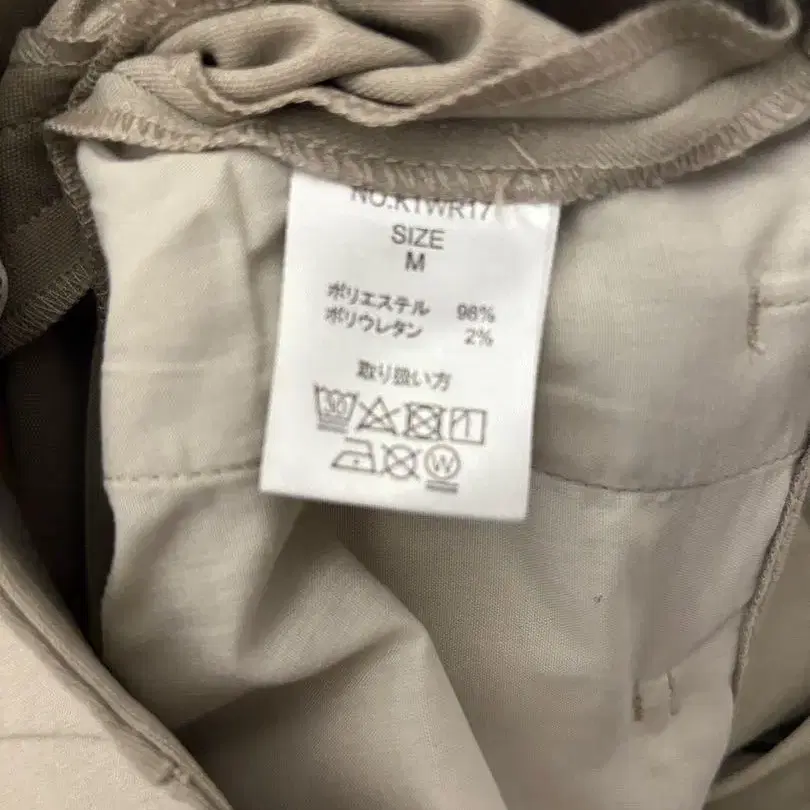 NO.K1WR17
SIZE
M
ポリエステル 98%
ポリウレタン 2%
取り扱い方
30
W